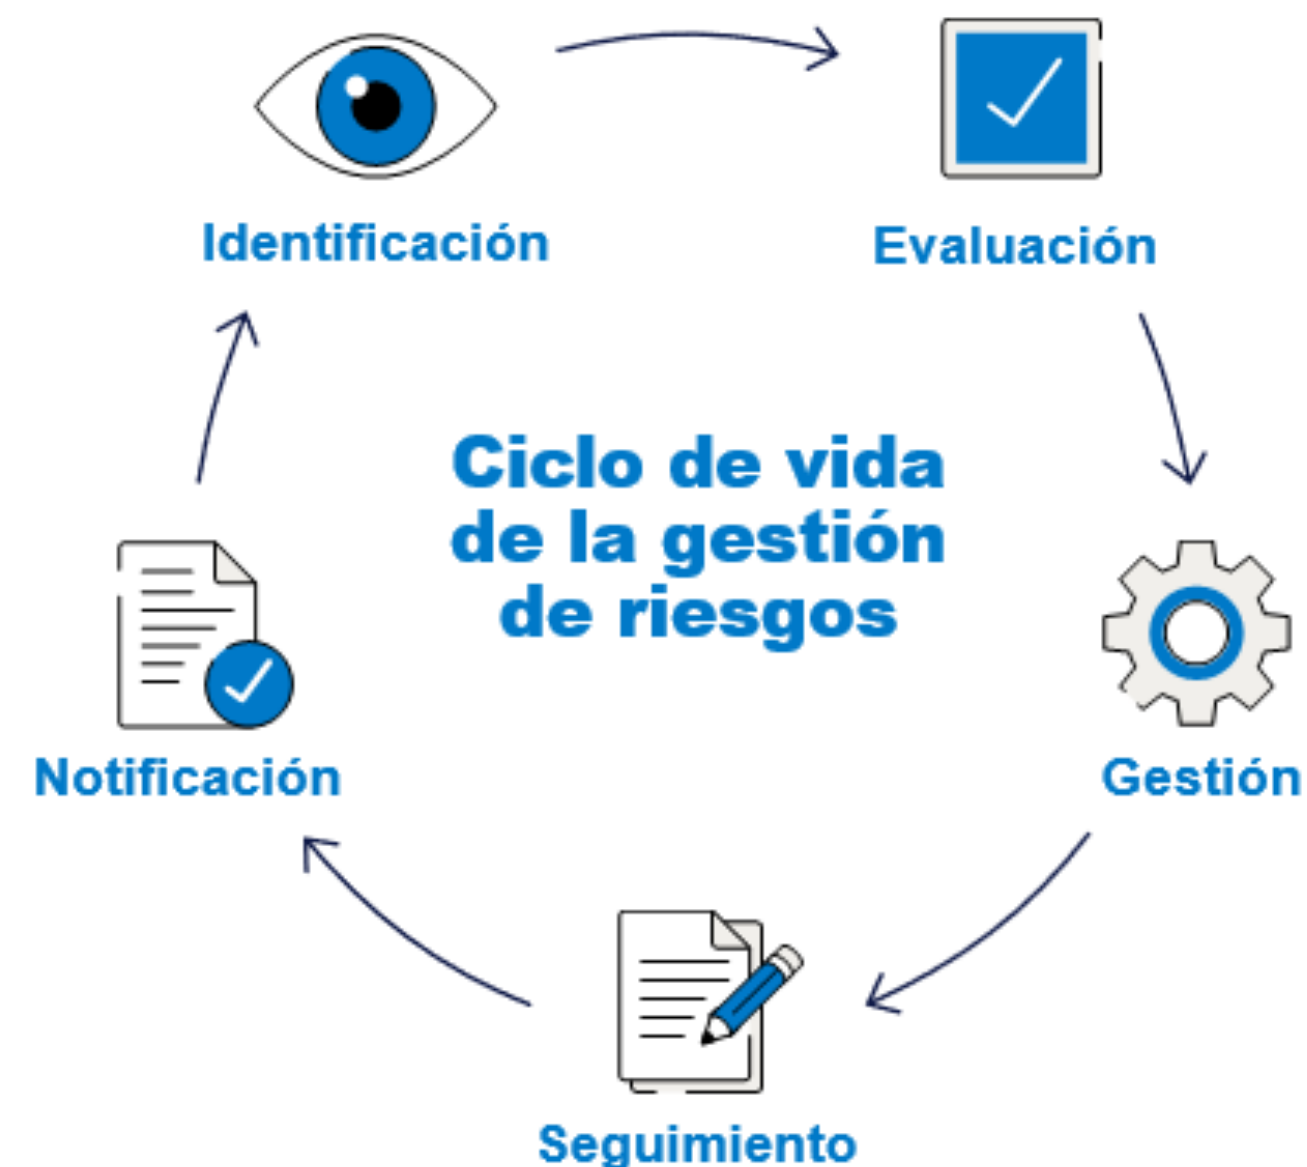 Identificación
Evaluación
Ciclo de vida
de la gestión
de riesgos
Notificación
Gestión
Seguimiento